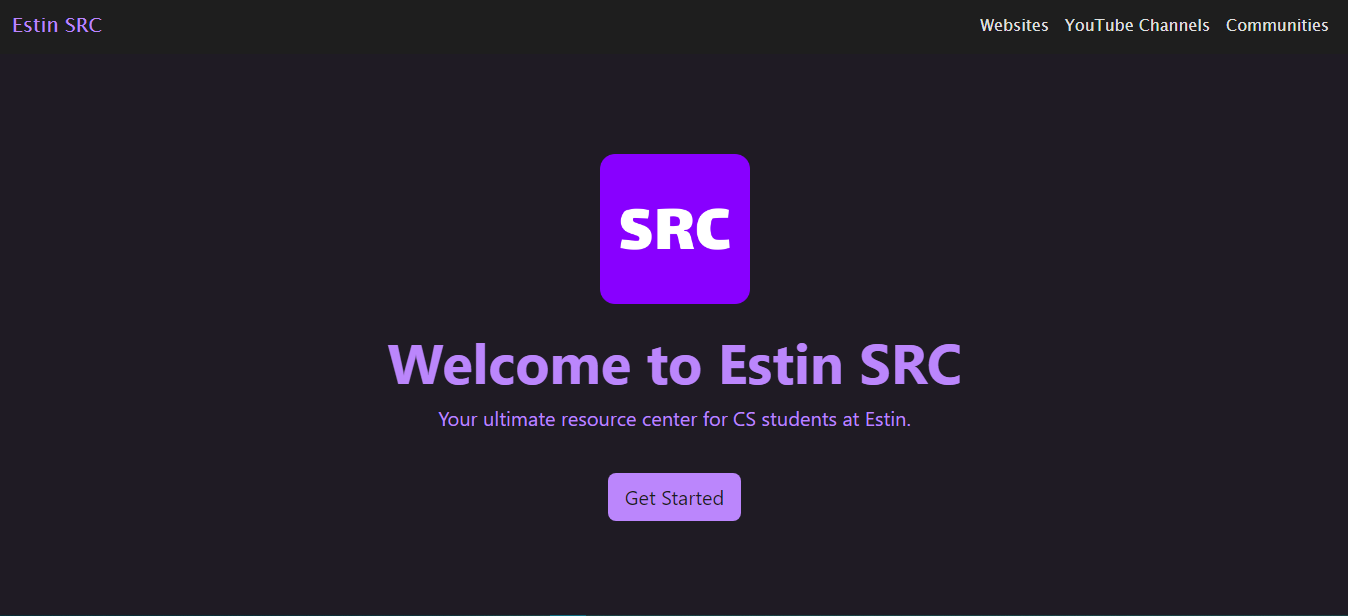 Estin SRC
Websites YouTube Channels Communities
SRC
Welcome to Estin SRC
Your ultimate resource center for CS students at Estin.
Get Started